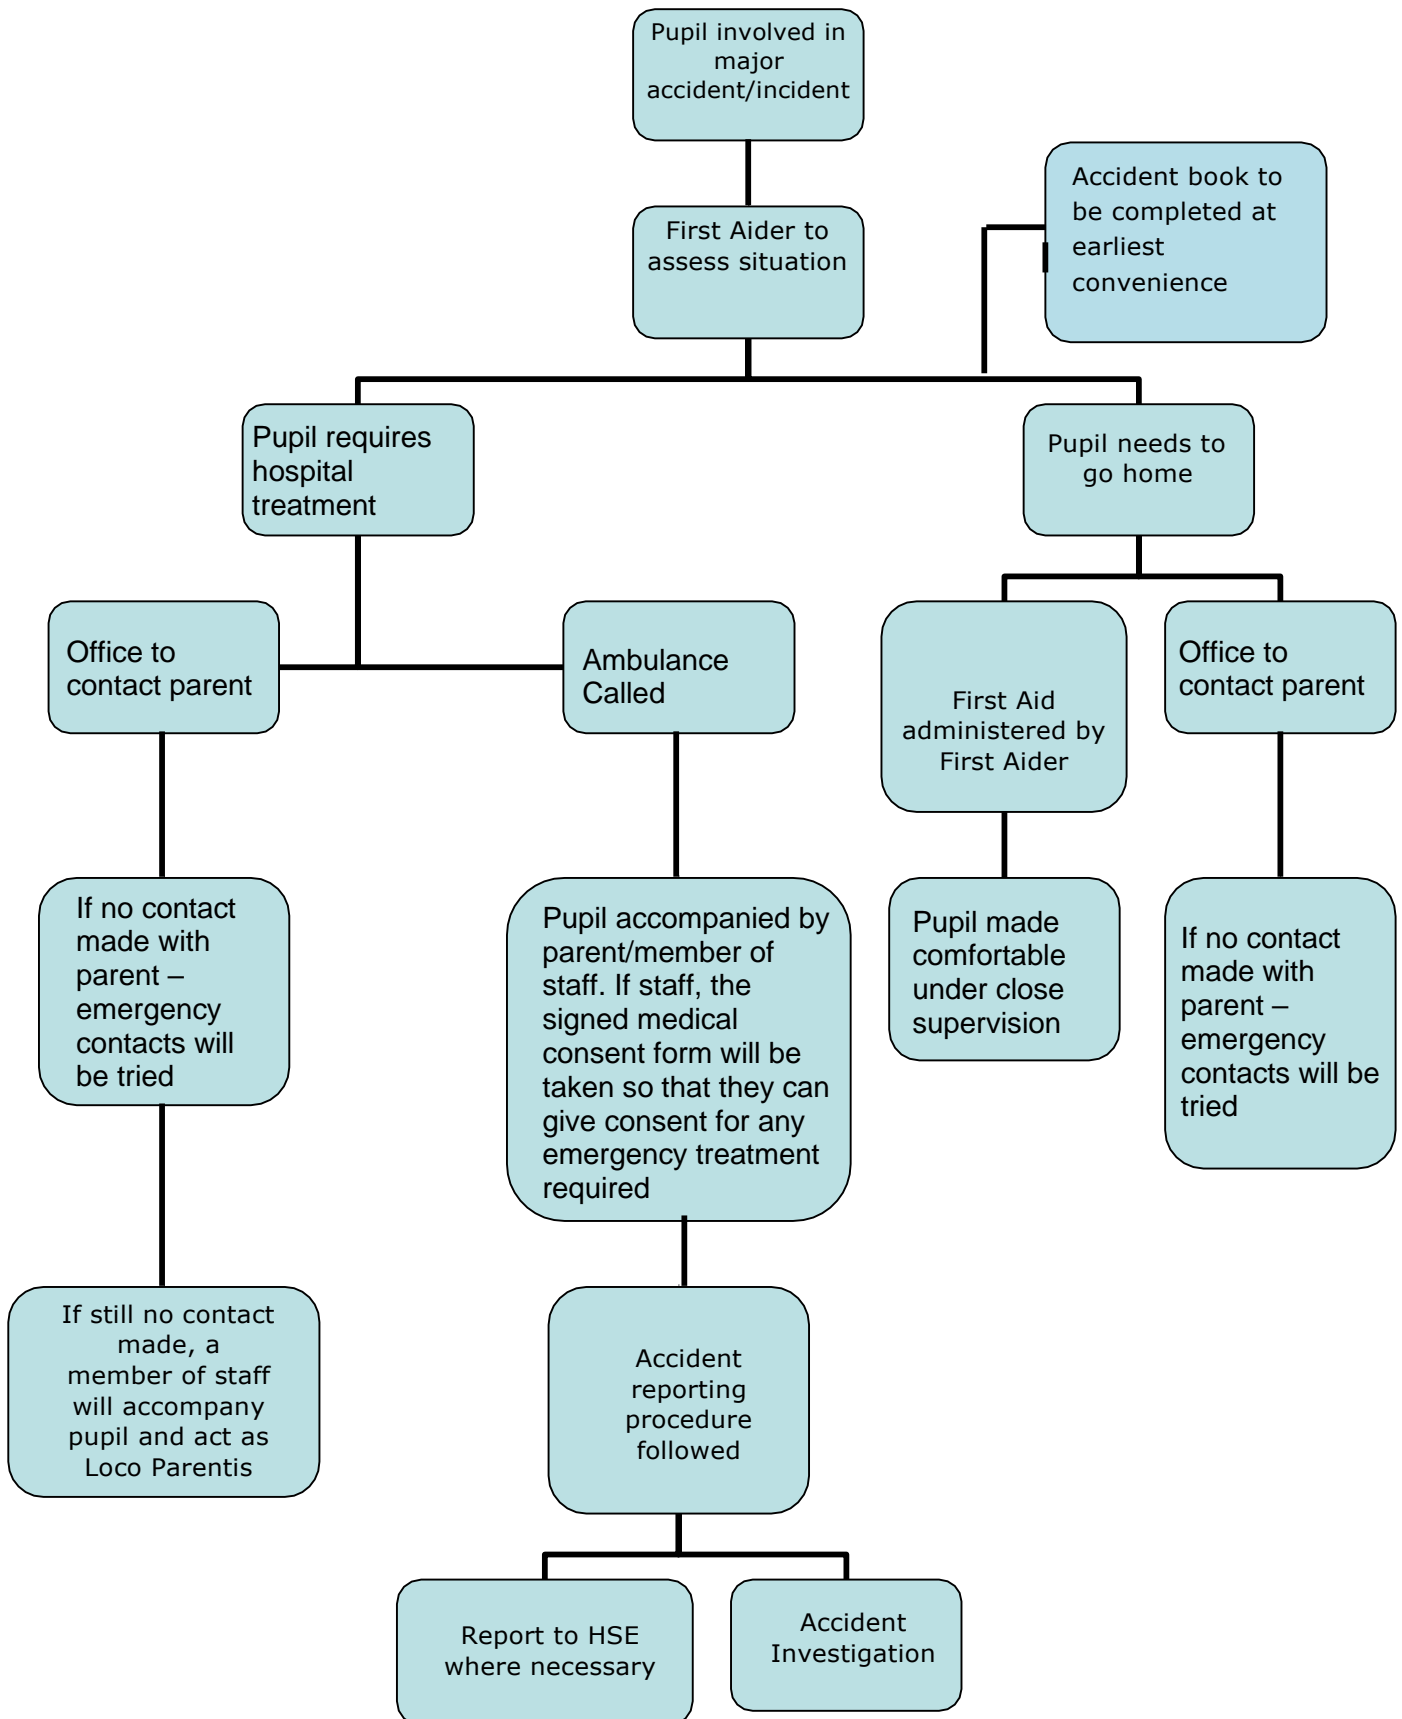 Pupil involved in
major
accident/incident
Accident book to
be completed at
earliest
convenience
First Aider to
assess situation
Pupil requires
hospital
treatment
Pupil needs to
go home
Office to
contact parent
Ambulance
Called
First Aid
administered by
First Aider
Office to
contact parent
If no contact
made with
parent –
emergency
contacts will
be tried
Pupil accompanied by
parent/member of
staff. If staff, the
signed medical
consent form will be
taken so that they can
give consent for any
emergency treatment
required
Pupil made
comfortable
under close
supervision
If no contact
made with
parent –
emergency
contacts will be
tried
If still no contact
made, a
member of staff
will accompany
pupil and act as
Loco Parentis
Accident
reporting
procedure
followed
Report to HSE
where necessary
Accident
Investigation